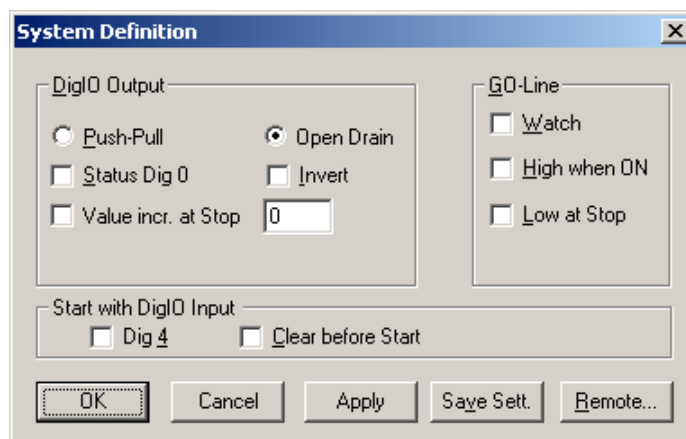 System Definition
DigIO Output
Push-Pull
Open Drain
Status Dig 0
Invert
Value incr. at Stop
0
GO-Line
Watch
High when ON
Low at Stop
Start with DigIO Input
Dig 4
Clear before Start
OK
Cancel
Apply
Save Sett.
Remote...